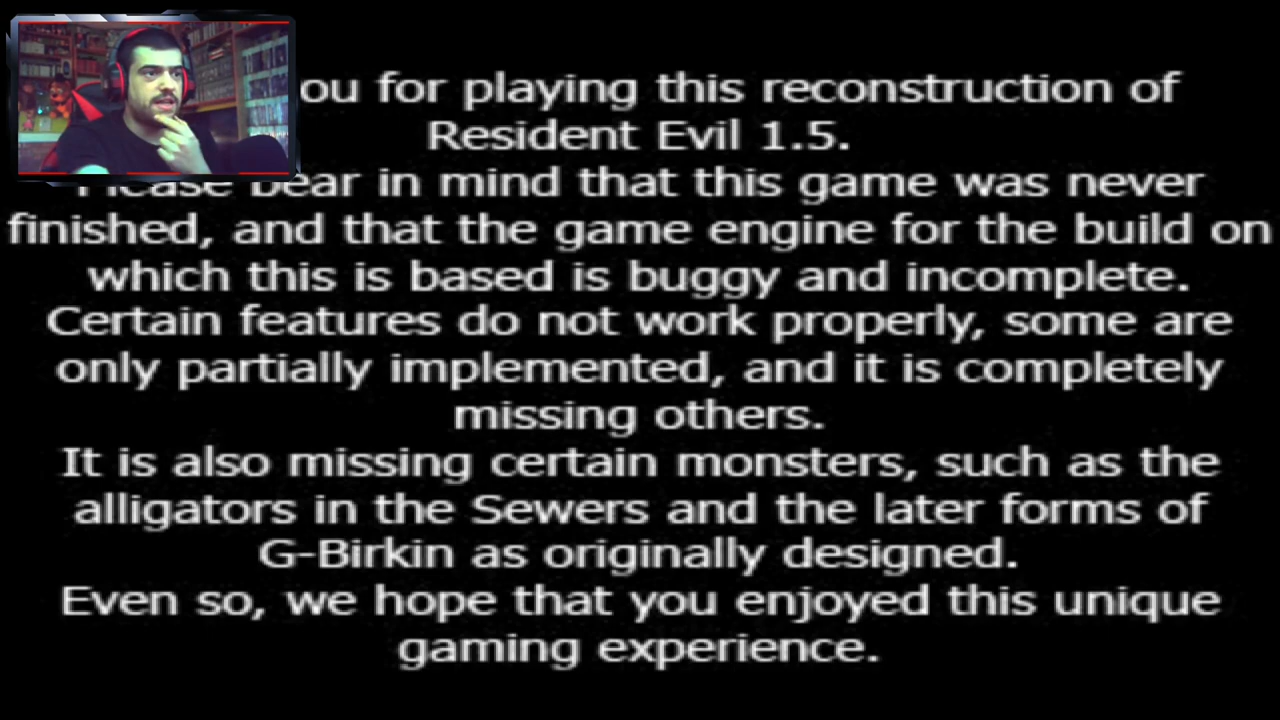 ou for playing this reconstruction of
Resident Evil 1.5.
Please bear in mind that this game was never
finished, and that the game engine for the build on
which this is based is buggy and incomplete.
Certain features do not work properly, some are
only partially implemented, and it is completely
missing others.
It is also missing certain monsters, such as the
alligators in the Sewers and the later forms of
G-Birkin as originally designed.
Even so, we hope that you enjoyed this unique
gaming experience.